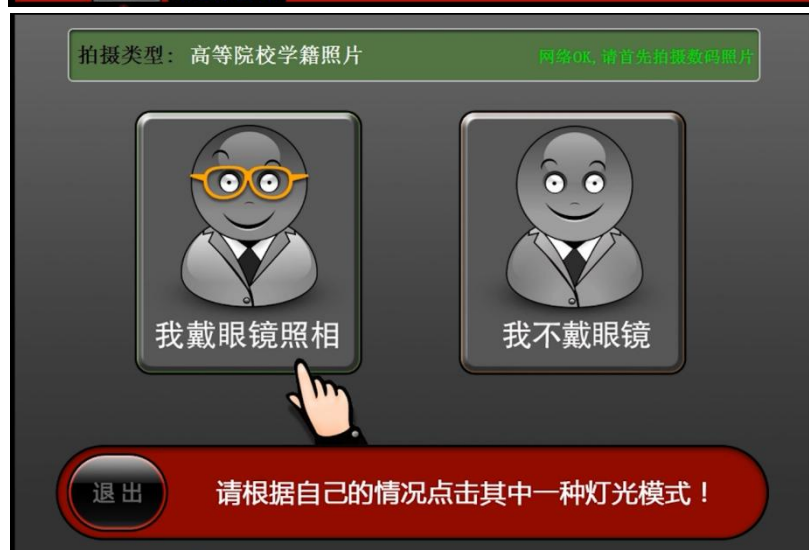 拍摄类型：高等院校学籍照片
网络OK,请首先拍摄数码照片
我戴眼镜照相
我不戴眼镜
退出
请根据自己的情况点击其中一种灯光模式！